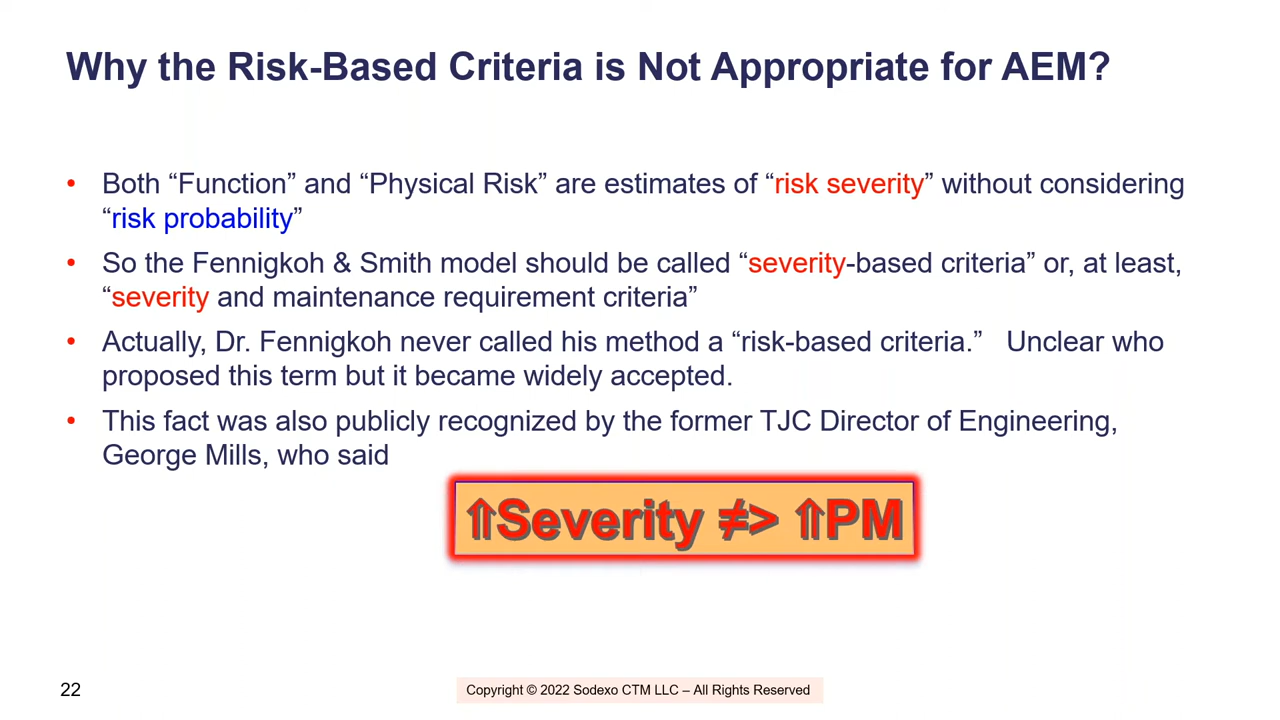 Why the Risk-Based Criteria is Not Appropriate for AEM?
• Both “Function” and “Physical Risk” are estimates of “risk severity” without considering
“risk probability”
• So the Fennigkoh & Smith model should be called “severity-based criteria” or, at least,
“severity and maintenance requirement criteria”
• Actually, Dr. Fennigkoh never called his method a “risk-based criteria.”   Unclear who
proposed this term but it became widely accepted.
• This fact was also publicly recognized by the former TJC Director of Engineering,
George Mills, who said
⇑Severity ≠> ⇑PM
22
Copyright © 2022 Sodexo CTM LLC – All Rights Reserved